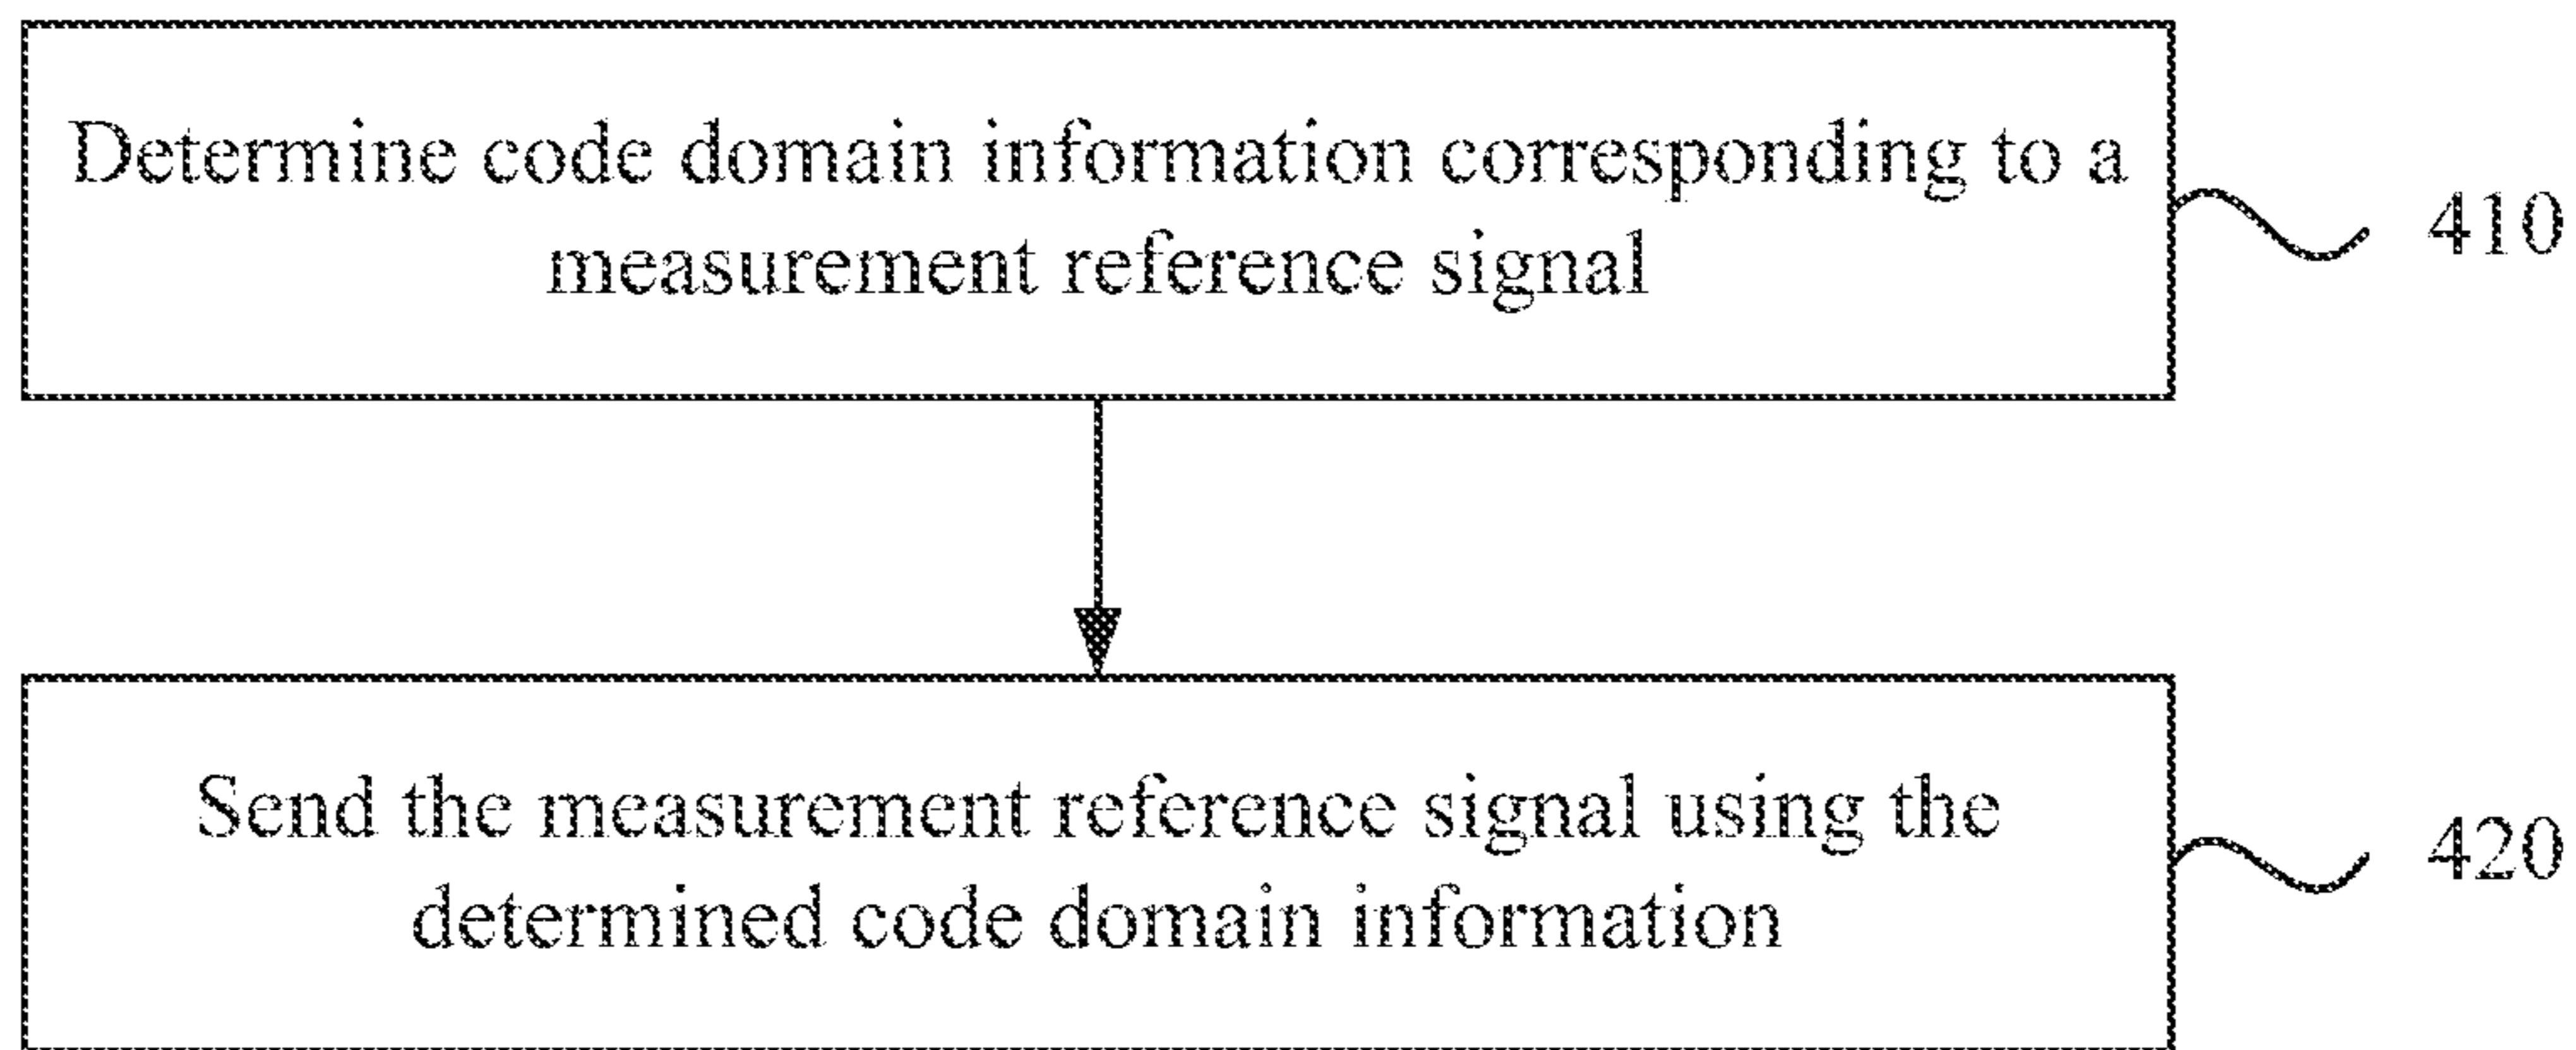 Determine code domain information corresponding to a
measurement reference signal
410
Send the measurement reference signal using the
determined code domain information
420